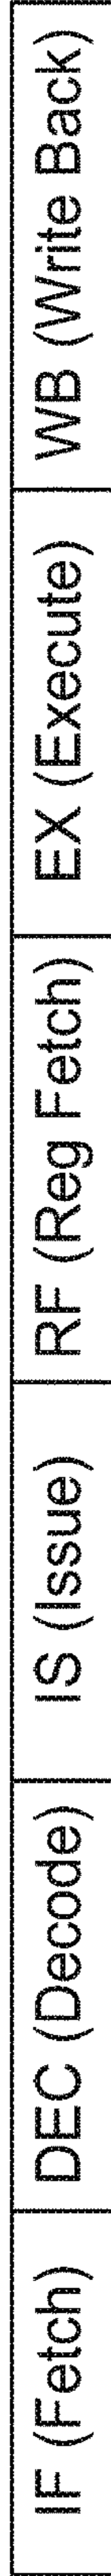 IF (Fetch)
DEC (Decode)
IS (Issue)
RF (Reg Fetch)
EX (Execute)
WB (Write Back)